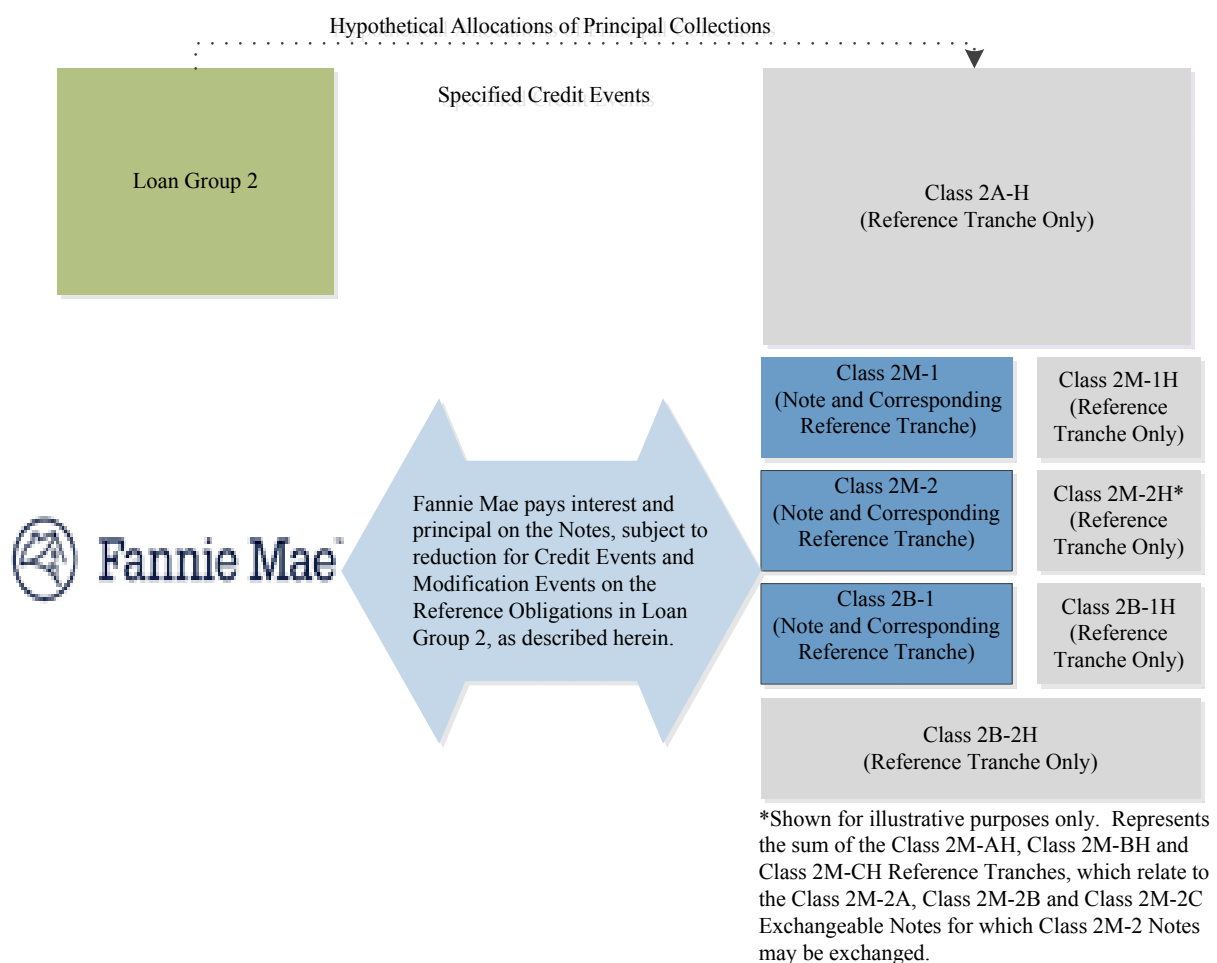 Hypothetical Allocations of Principal Collections
Specified Credit Events
Loan Group 2
Class 2A-H
(Reference Tranche Only)
Class 2M-1
(Note and Corresponding
Reference Tranche)
Class 2M-1H
(Reference
Tranche Only)
Class 2M-2
(Note and Corresponding
Reference Tranche)
Class 2M-2H*
(Reference
Tranche Only)
Class 2B-1
(Note and Corresponding
Reference Tranche)
Class 2B-1H
(Reference
Tranche Only)
Fannie Mae pays interest and
principal on the Notes, subject to
reduction for Credit Events and
Modification Events on the
Reference Obligations in Loan
Group 2, as described herein.
Fannie Mae™
Class 2B-2H
(Reference Tranche Only)
*Shown for illustrative purposes only.  Represents
the sum of the Class 2M-AH, Class 2M-BH and
Class 2M-CH Reference Tranches, which relate to
the Class 2M-2A, Class 2M-2B and Class 2M-2C
Exchangeable Notes for which Class 2M-2 Notes
may be exchanged.